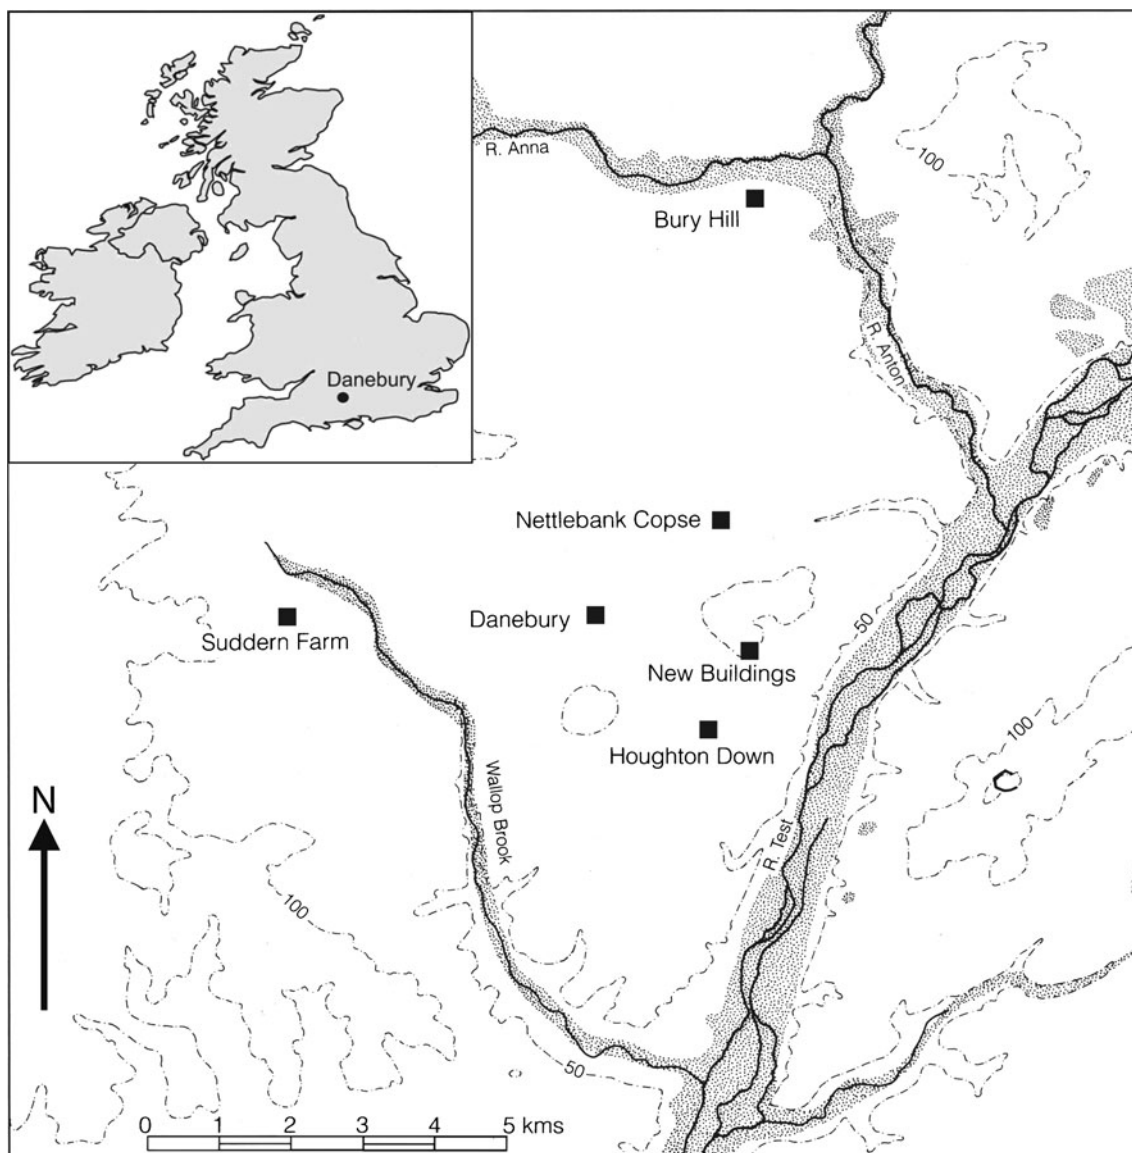 R. Anna
100
Bury Hill
R. Anton
Danebury
Nettlebank Copse
Danebury
50
Suddern Farm
New Buildings
Houghton Down
100
Wallop Brook
N
R. Test
100
50
0 1 2 3 4 5 kms